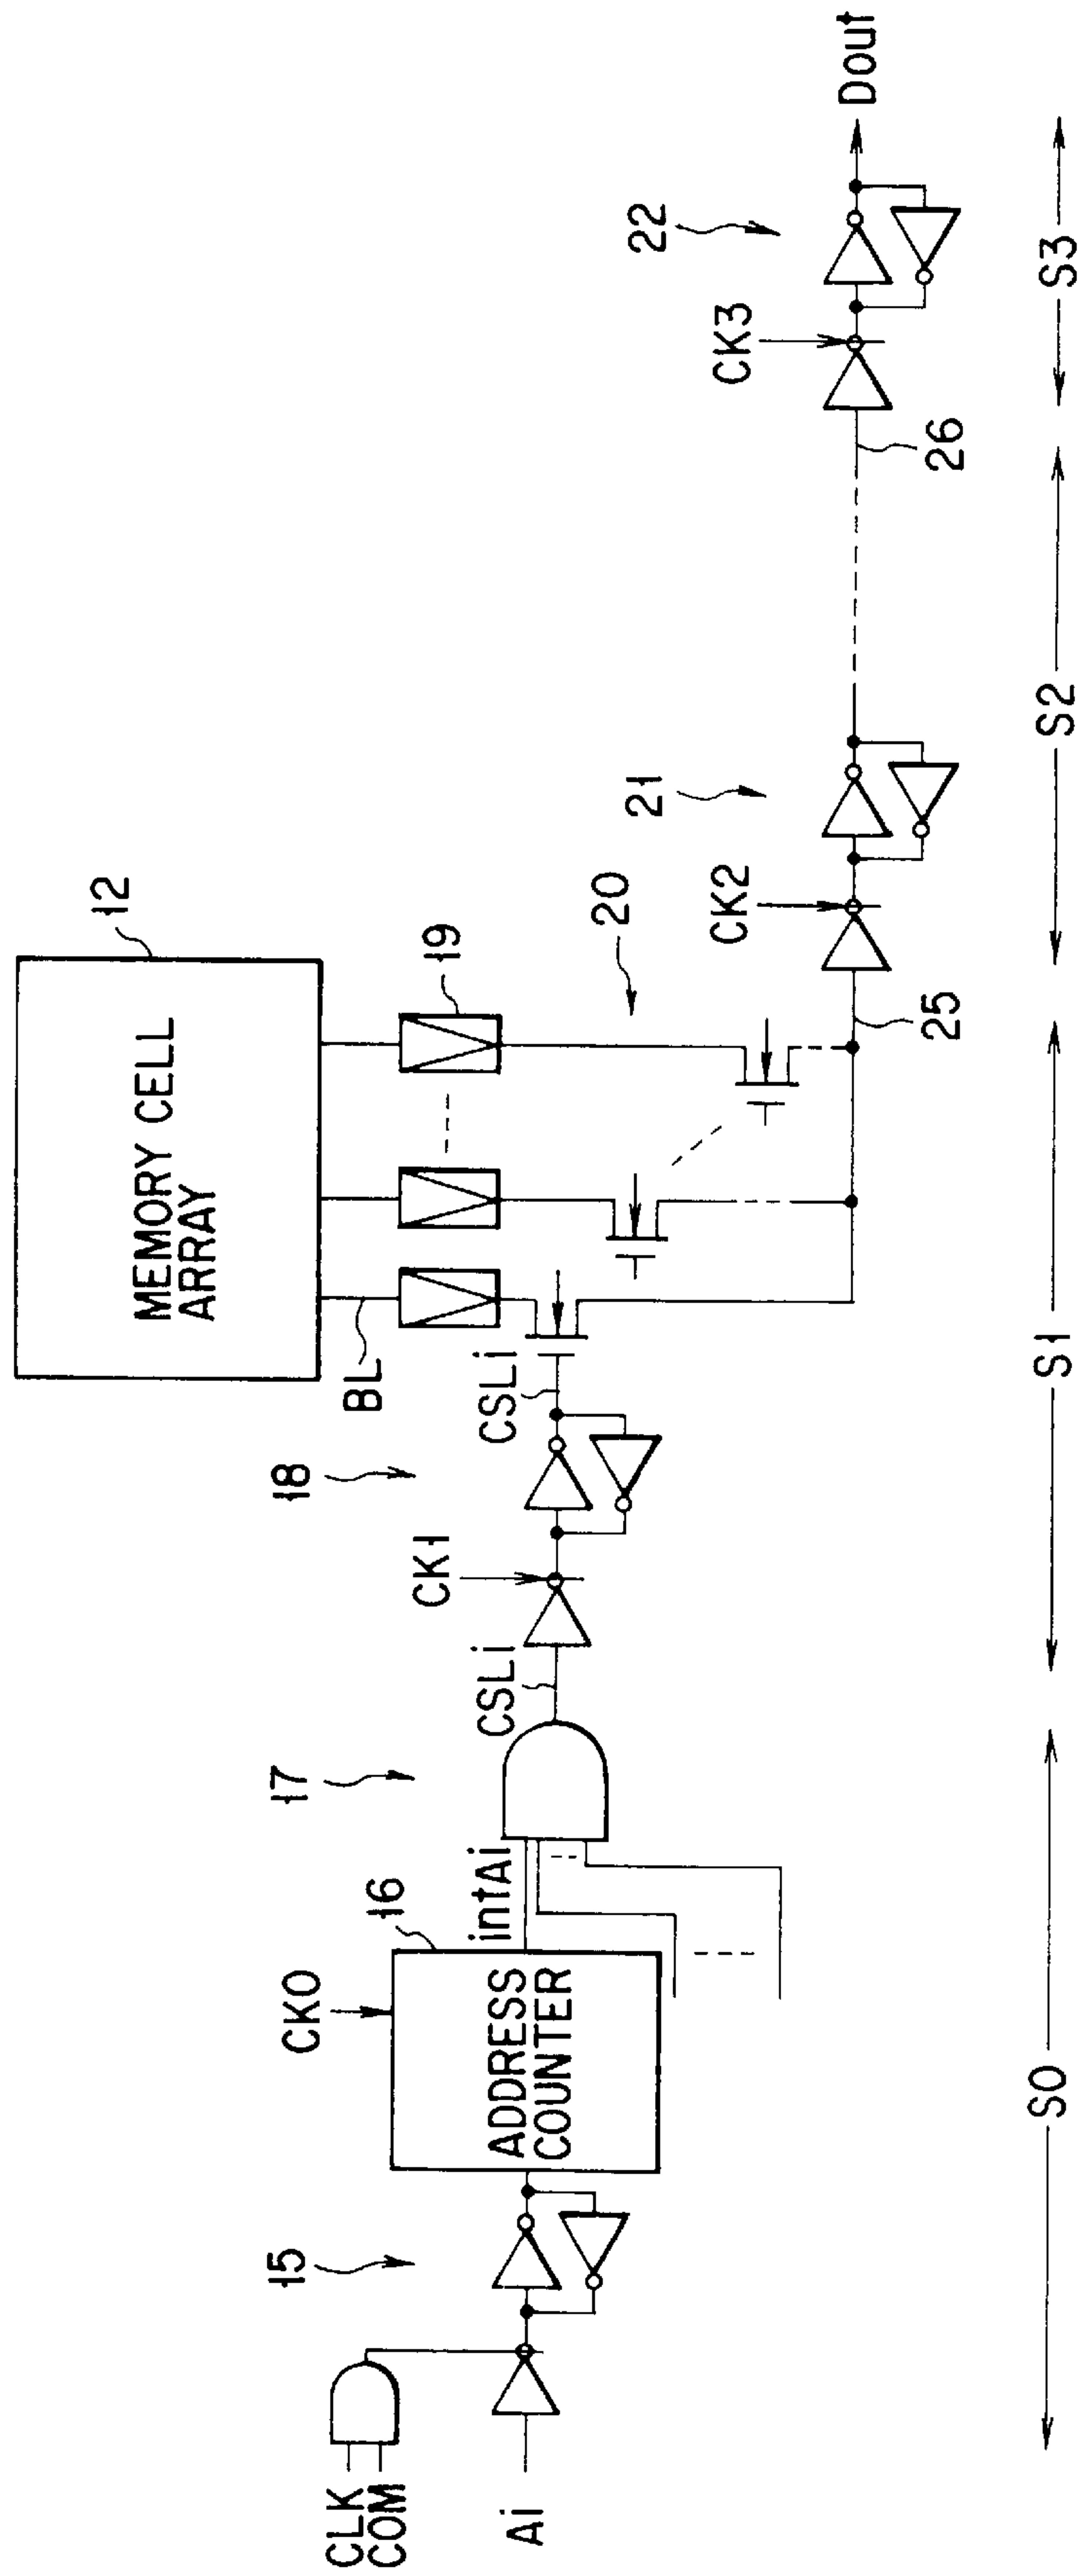 CLK
COM
Ai
15
CK0
16
ADDRESS
COUNTER
intAi
17
CSLi
CK1
18
CSLi
BL
MEMORY CELL
ARRAY
12
19
20
25
CK2
21
26
CK3
22
Dout
S0
S1
S2
S3